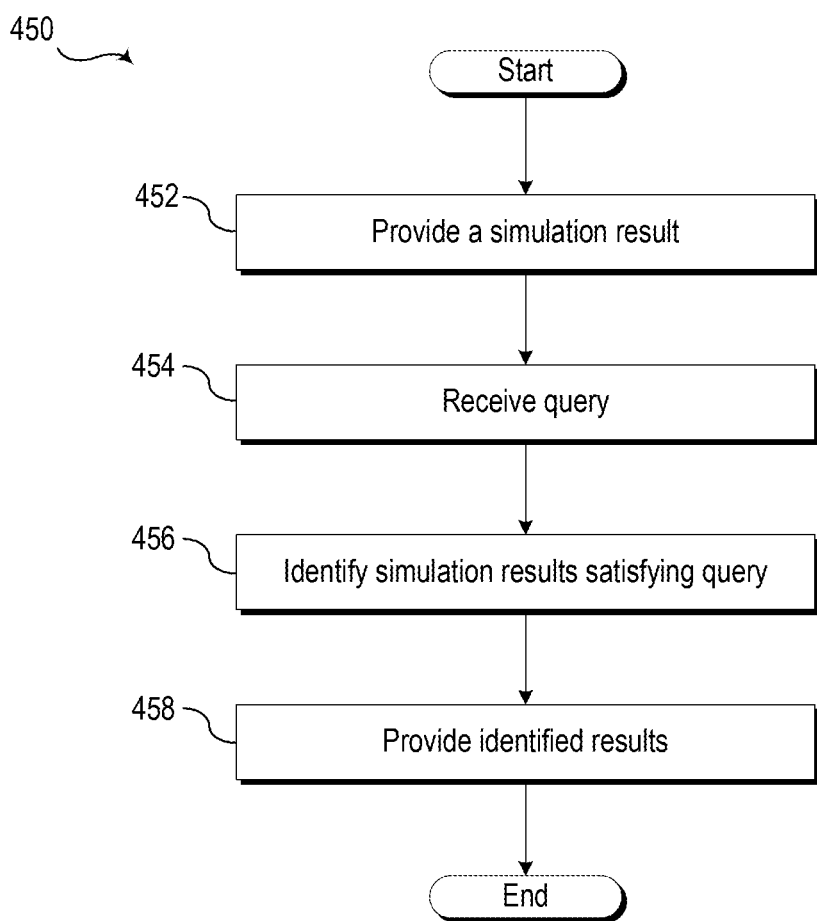 450
Start
452
Provide a simulation result
454
Receive query
456
Identify simulation results satisfying query
458
Provide identified results
End